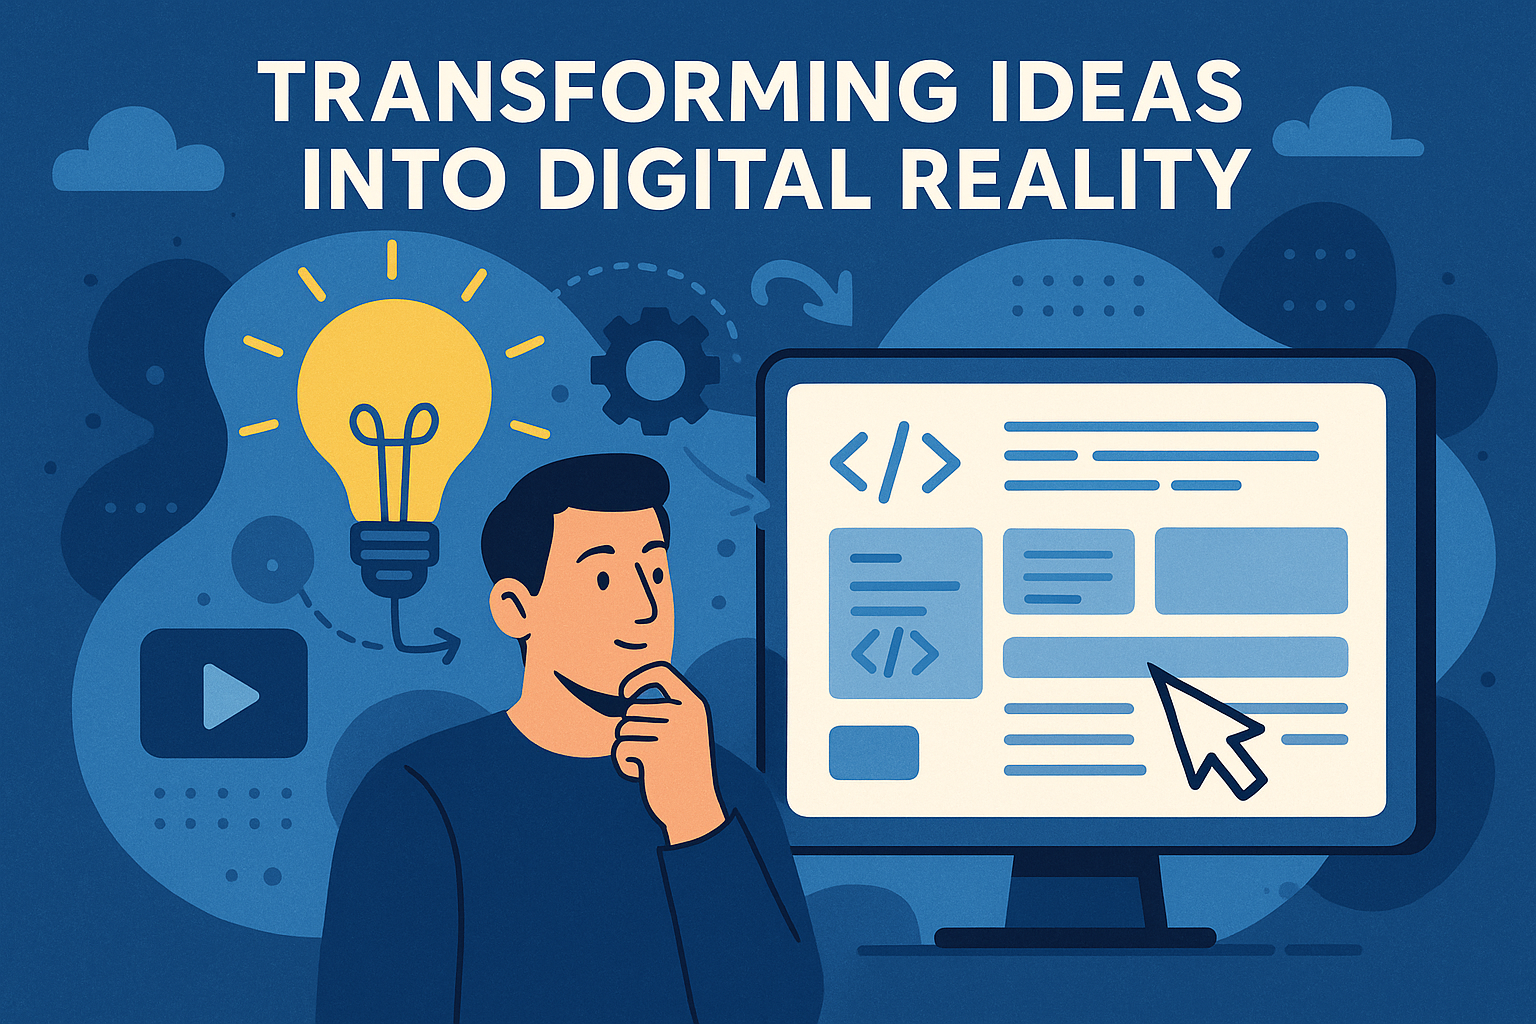 TRANSFORMING IDEAS
INTO DIGITAL REALITY
</>
</>